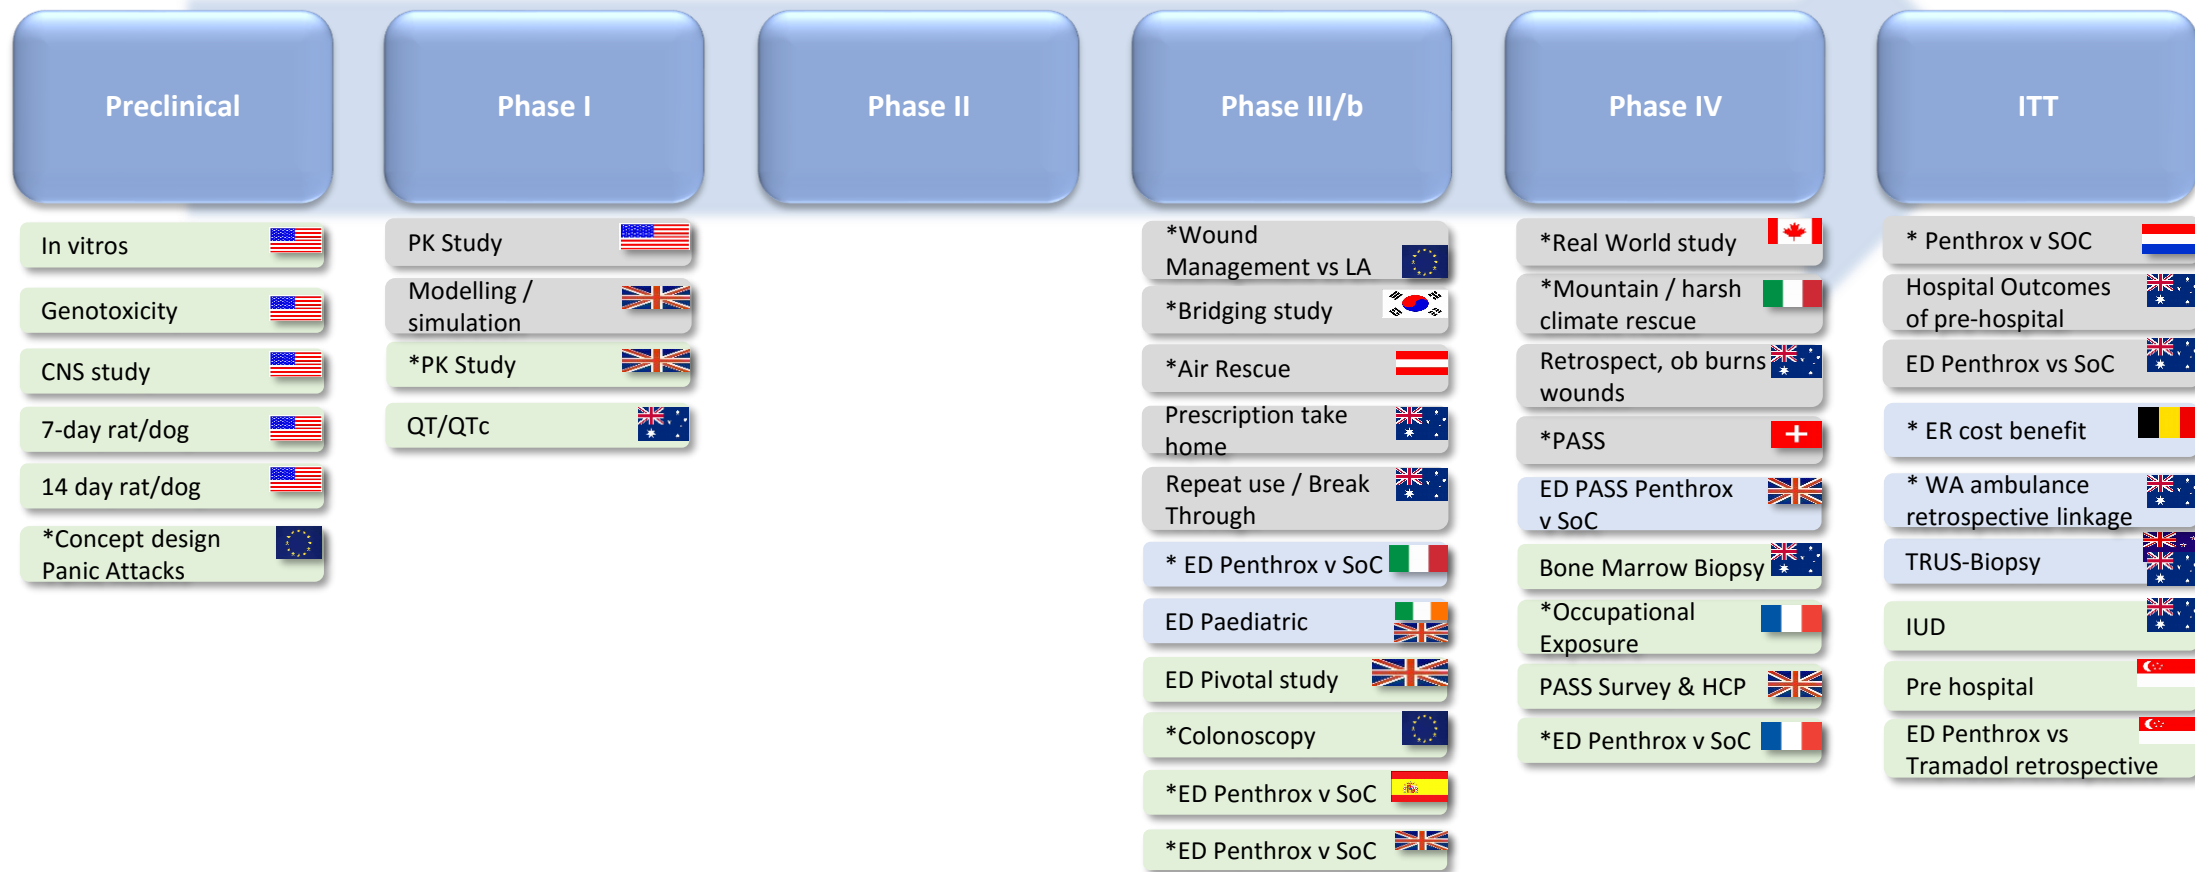 Preclinical
Phase I
Phase II
Phase III/b
Phase IV
ITT
In vitros
Genotoxicity
CNS study
7-day rat/dog
14 day rat/dog
*Concept design
Panic Attacks
PK Study
Modelling /
simulation
*PK Study
QT/QTc
*Wound
Management vs LA
*Bridging study
*Air Rescue
Prescription take
home
Repeat use / Break
Through
* ED Penthrox v SoC
ED Paediatric
ED Pivotal study
*Colonoscopy
*ED Penthrox v SoC
*ED Penthrox v SoC
*Real World study
*Mountain / harsh
climate rescue
Retrospect, ob burns
wounds
*PASS
ED PASS Penthrox
v SoC
Bone Marrow Biopsy
*Occupational
Exposure
PASS Survey & HCP
*ED Penthrox v SoC
* Penthrox v SOC
Hospital Outcomes
of pre-hospital
ED Penthrox vs SoC
* ER cost benefit
* WA ambulance
retrospective linkage
TRUS-Biopsy
IUD
Pre hospital
ED Penthrox vs
Tramadol retrospective